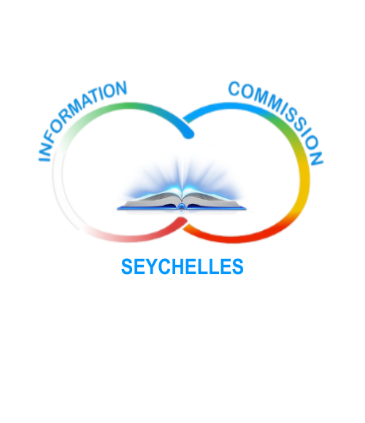 INFORMATION COMMISSION
SEYCHELLES